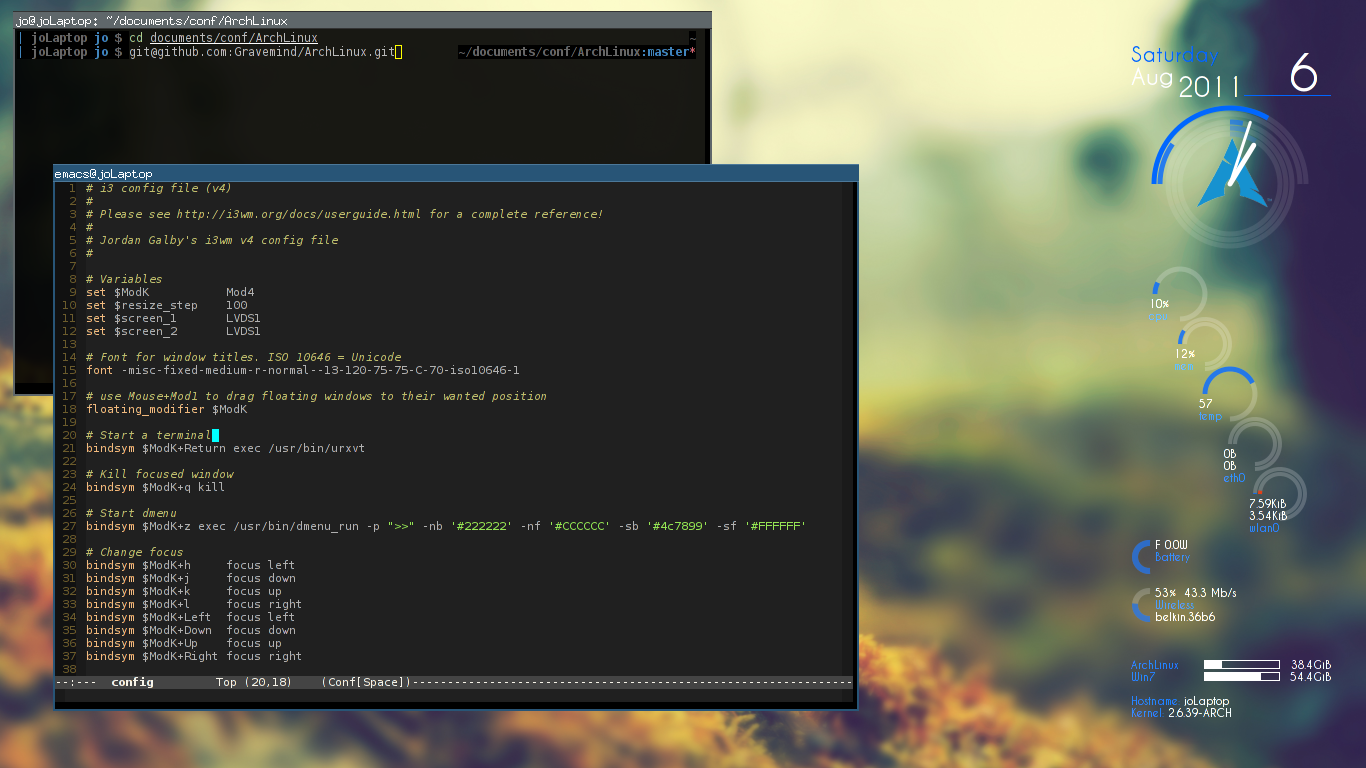 jo@joLaptop: ~/documents/conf/ArchLinux
| joLaptop jo $ cd documents/conf/ArchLinux ~
| joLaptop jo $ git@github.com:Gravemind/ArchLinux.git ~/documents/conf/ArchLinux:master*
emacs@joLaptop
1 # i3 config file (v4)
2 #
3 # Please see http://i3wm.org/docs/userguide.html for a complete reference!
4 #
5 # Jordan Galby's i3wm v4 config file
6 #
7
8 # Variables
9 set $ModK Mod4
10 set $resize_step 100
11 set $screen_1 LVDS1
12 set $screen_2 LVDS1
13
14 # Font for window titles. ISO 10646 = Unicode
15 font -misc-fixed-medium-r-normal--13-120-75-75-C-70-iso10646-1
16
17 # use Mouse+Mod1 to drag floating windows to their wanted position
18 floating_modifier $ModK
19
20 # Start a terminal
21 bindsym $ModK+Return exec /usr/bin/urxvt
22
23 # Kill focused window
24 bindsym $ModK+q kill
25
26 # Start dmenu
27 bindsym $ModK+z exec /usr/bin/dmenu_run -p ">>" -nb '#222222' -nf '#CCCCCC' -sb '#4c7899' -sf '#FFFFFF'
28
29 # Change focus
30 bindsym $ModK+h focus left
31 bindsym $ModK+j focus down
32 bindsym $ModK+k focus up
33 bindsym $ModK+l focus right
34 bindsym $ModK+Left focus left
35 bindsym $ModK+Down focus down
36 bindsym $ModK+Up focus up
37 bindsym $ModK+Right focus right
38
--:--- config Top (20,18) (Conf[Space])
Saturday
Aug 2011 6
10%
12%
57
temp
0B
0B
eth0
7.59KiB
3.54KiB
wlan0
F 0.0W
Battery
53% 43.3 Mb/s
Wireless
belkin.36b6
ArchLinux 38.4GiB
Win7 54.4GiB
Hostname: joLaptop
Kernel: 2.6.39-ARCH